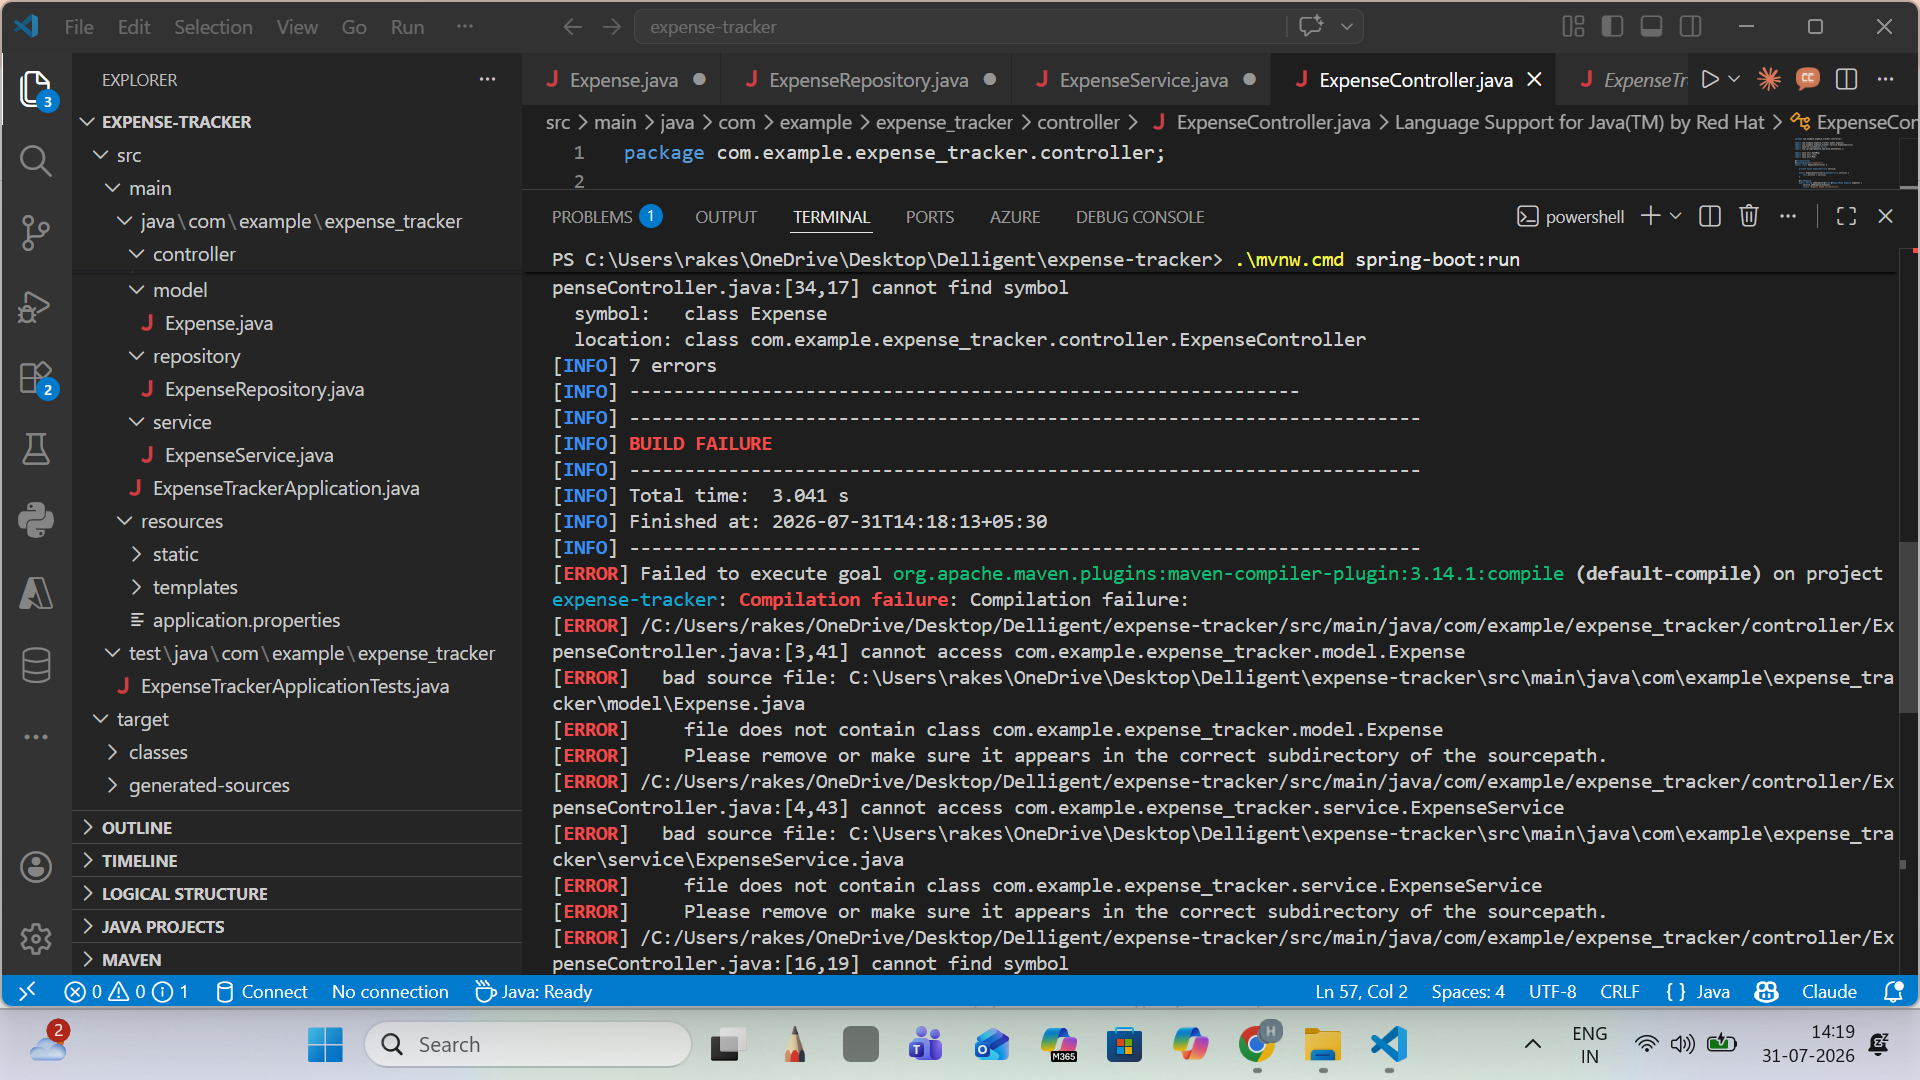 File Edit Selection View Go Run ...
expense-tracker
EXPLORER
3
EXPENSE-TRACKER
src
main
java\com\example\expense_tracker
controller
model
Expense.java
repository
ExpenseRepository.java
service
ExpenseService.java
ExpenseTrackerApplication.java
resources
static
templates
application.properties
test\java\com\example\expense_tracker
ExpenseTrackerApplicationTests.java
target
classes
generated-sources
OUTLINE
TIMELINE
LOGICAL STRUCTURE
JAVA PROJECTS
MAVEN
2
Expense.java ExpenseRepository.java ExpenseService.java ExpenseController.java ExpenseTr
CC
src > main > java > com > example > expense_tracker > controller > ExpenseController.java > Language Support for Java(TM) by Red Hat > ExpenseCor
1 package com.example.expense_tracker.controller;
2
PROBLEMS 1 OUTPUT TERMINAL PORTS AZURE DEBUG CONSOLE powershell
PS C:\Users\rakes\OneDrive\Desktop\Delligent\expense-tracker> .\mvnw.cmd spring-boot:run
penseController.java:[34,17] cannot find symbol
symbol:   class Expense
location: class com.example.expense_tracker.controller.ExpenseController
[INFO] 7 errors
[INFO] -------------------------------------------------------------
[INFO] ------------------------------------------------------------------------
[INFO] BUILD FAILURE
[INFO] ------------------------------------------------------------------------
[INFO] Total time:  3.041 s
[INFO] Finished at: 2026-07-31T14:18:13+05:30
[INFO] ------------------------------------------------------------------------
[ERROR] Failed to execute goal org.apache.maven.plugins:maven-compiler-plugin:3.14.1:compile (default-compile) on project
expense-tracker: Compilation failure: Compilation failure:
[ERROR] /C:/Users/rakes/OneDrive/Desktop/Delligent/expense-tracker/src/main/java/com/example/expense_tracker/controller/Ex
penseController.java:[3,41] cannot access com.example.expense_tracker.model.Expense
[ERROR]   bad source file: C:\Users\rakes\OneDrive\Desktop\Delligent\expense-tracker\src\main\java\com\example\expense_tra
cker\model\Expense.java
[ERROR]     file does not contain class com.example.expense_tracker.model.Expense
[ERROR]     Please remove or make sure it appears in the correct subdirectory of the sourcepath.
[ERROR] /C:/Users/rakes/OneDrive/Desktop/Delligent/expense-tracker/src/main/java/com/example/expense_tracker/controller/Ex
penseController.java:[4,43] cannot access com.example.expense_tracker.service.ExpenseService
[ERROR]   bad source file: C:\Users\rakes\OneDrive\Desktop\Delligent\expense-tracker\src\main\java\com\example\expense_tra
cker\service\ExpenseService.java
[ERROR]     file does not contain class com.example.expense_tracker.service.ExpenseService
[ERROR]     Please remove or make sure it appears in the correct subdirectory of the sourcepath.
[ERROR] /C:/Users/rakes/OneDrive/Desktop/Delligent/expense-tracker/src/main/java/com/example/expense_tracker/controller/Ex
penseController.java:[16,19] cannot find symbol
0 0 1 Connect No connection Java: Ready Ln 57, Col 2 Spaces: 4 UTF-8 CRLF {} Java Claude
2
Search
M365
H
ENG
IN
14:19
31-07-2026